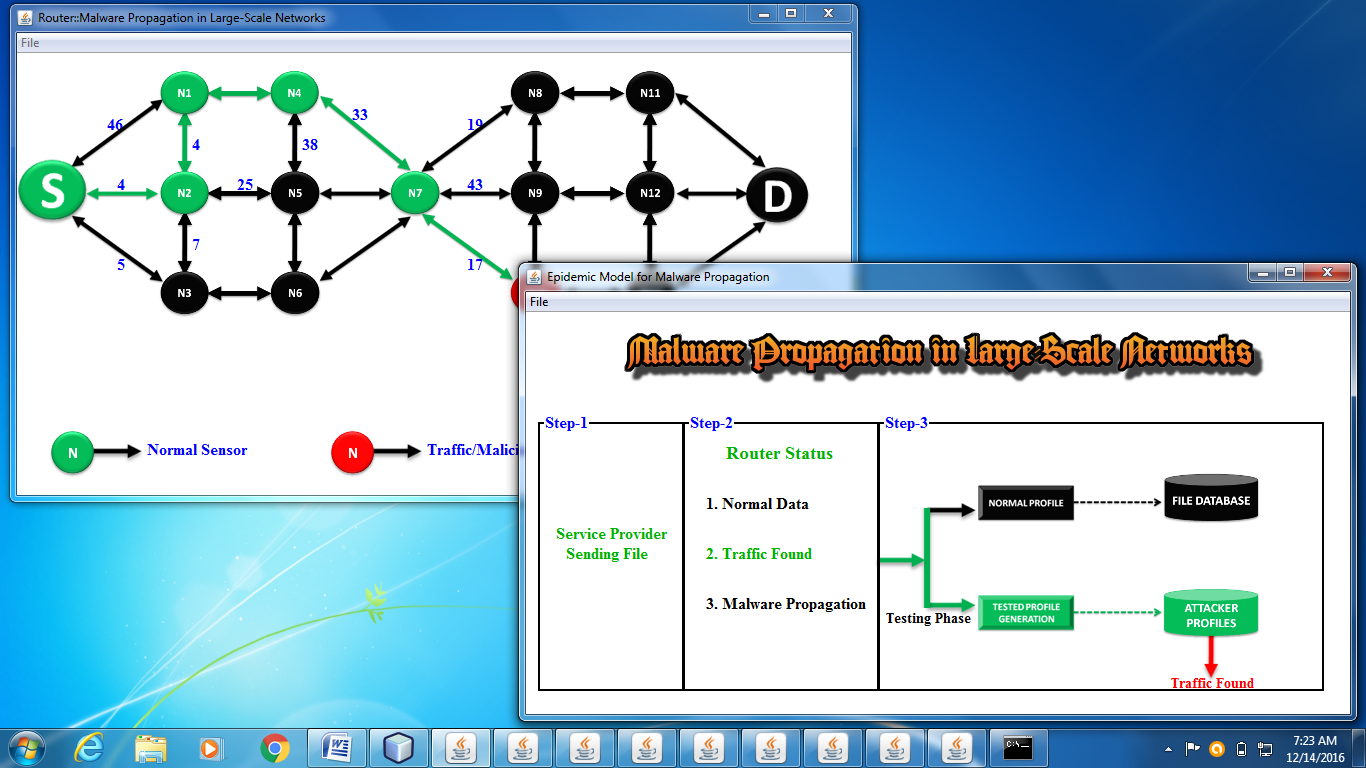 Router::Malware Propagation in Large-Scale Networks
File
N1
N4
N8
N11
46
4
38
33
19
S
4
N2
25
N5
N7
43
N9
N12
D
5
7
17
N3
N6
N
Normal Sensor
N
Traffic/Malici
Epidemic Model for Malware Propagation
File
Malware Propagation in Large Scale Networks
Step-1
Service Provider
Sending File
Step-2
Router Status
1. Normal Data
2. Traffic Found
3. Malware Propagation
Step-3
NORMAL PROFILE
FILE DATABASE
Testing Phase
TESTED PROFILE
GENERATION
ATTACKER
PROFILES
Traffic Found
7:23 AM
12/14/2016